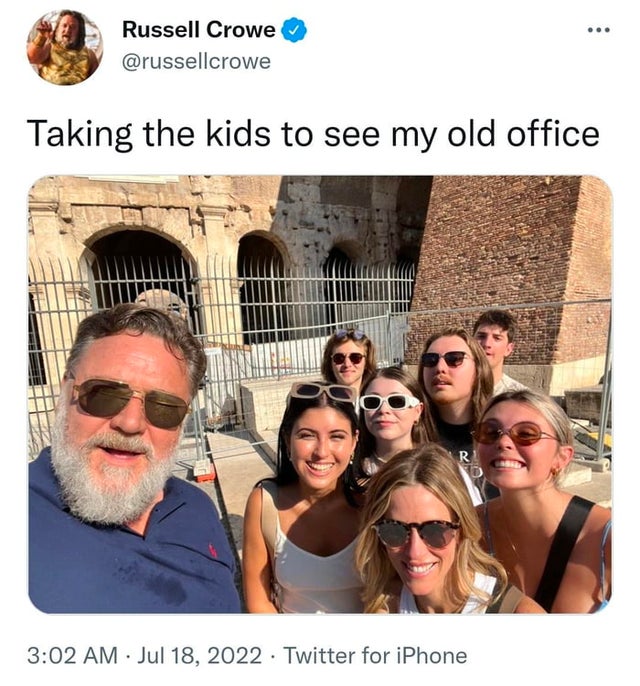 Russell Crowe
@russellcrowe
Taking the kids to see my old office
R
3:02 AM · Jul 18, 2022 · Twitter for iPhone